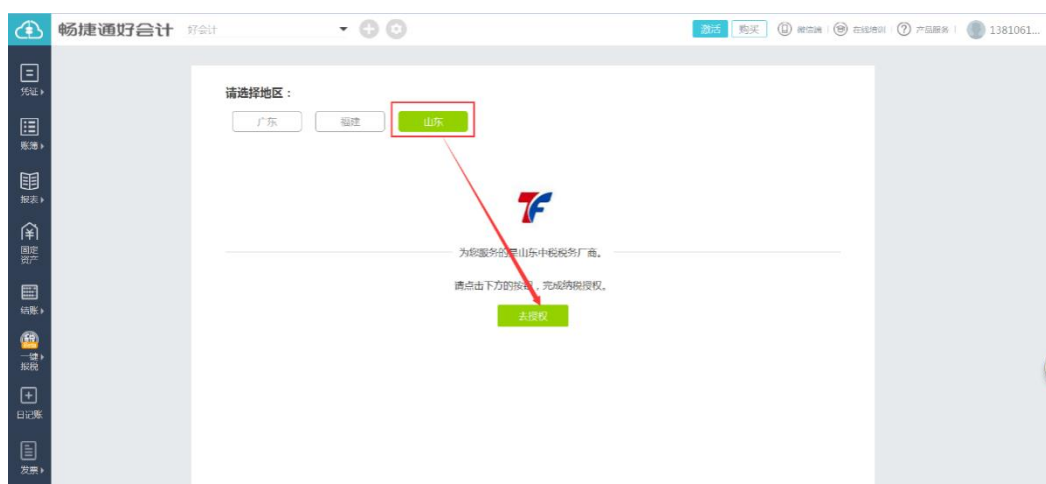 畅捷通好会计 好会计 激活 购买 微信端 在线培训 产品服务 1381061...
凭证
账簿
报表
固定
资产
结账
一键
报税
日记账
发票
请选择地区：
广东 福建 山东
为您服务的是山东中税税务厂商。
请点击下方的按钮，完成纳税授权。
去授权